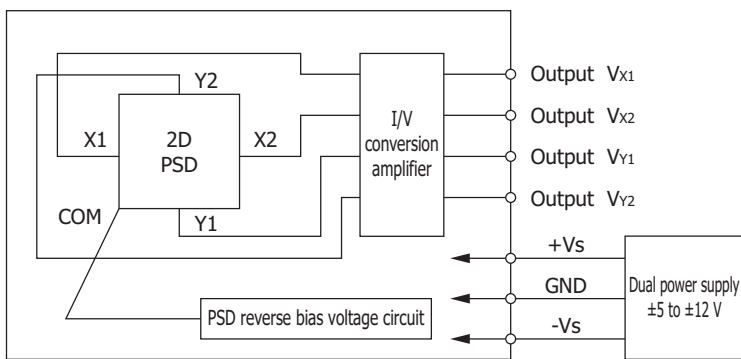 Y2
Output VX1
X1
2D
PSD
X2
I/V
conversion
amplifier
Output VX2
Output VY1
COM
Y1
Output VY2
+Vs
GND
-Vs
Dual power supply
±5 to ±12 V
PSD reverse bias voltage circuit